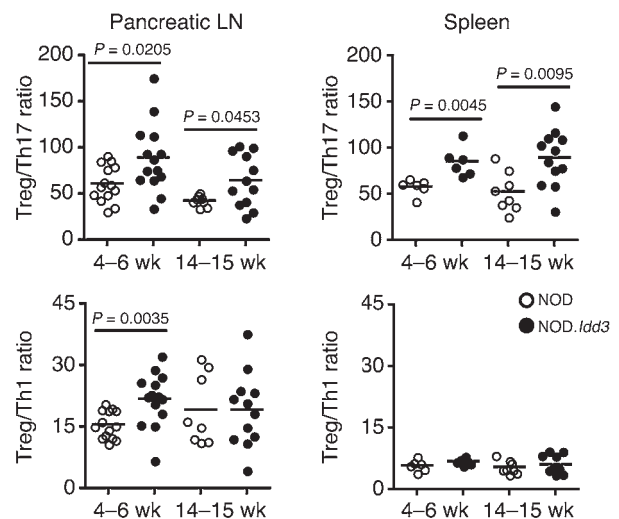 Pancreatic LN
Spleen
Treg/Th17 ratio
200
150
100
50
0
P = 0.0205
P = 0.0453
4–6 wk
14–15 wk
Treg/Th17 ratio
200
150
100
50
0
P = 0.0045
P = 0.0095
4–6 wk
14–15 wk
Treg/Th1 ratio
45
30
15
0
P = 0.0035
4–6 wk
14–15 wk
Treg/Th1 ratio
45
30
15
0
NOD
NOD.Idd3
4–6 wk
14–15 wk